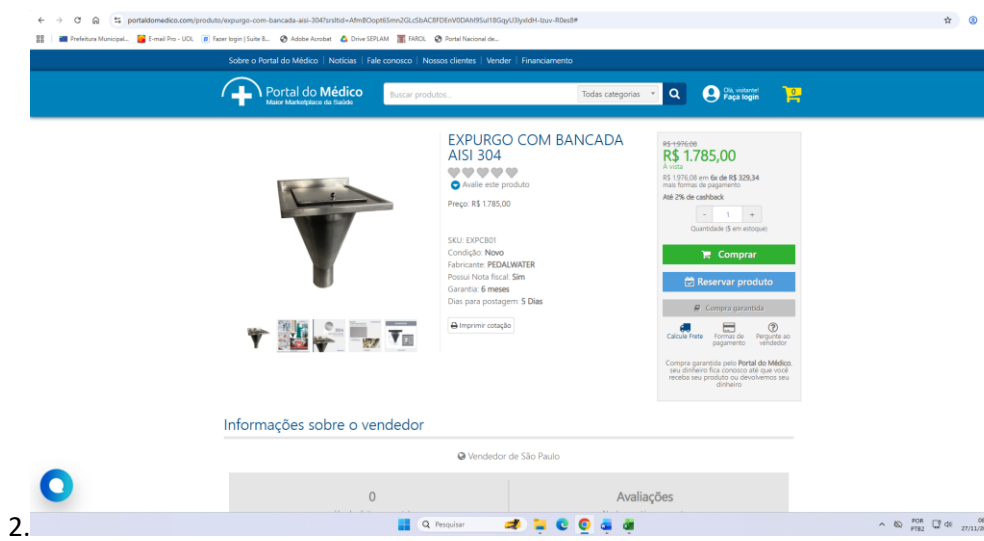 portaldomedico.com/produto/expurgo-com-bancada-aisi-304?srsltid=AfmBOopt6Smn2GLcSbAC8FDEnV0DAhI9Sul18GqyU3lyxldH-lzuv-R0es8#
Prefeitura Municipal... E-mail Pro - UOL Fazer login | Suite B... Adobe Acrobat Drive SEPLAM FAROL Portal Nacional de...
Sobre o Portal do Médico Notícias Fale conosco Nossos clientes Vender Financiamento
Portal do Médico
Maior Marketplace da Saúde
Buscar produtos...
Todas categorias
Olá, visitante!
Faça login
0
EXPURGO COM BANCADA
AISI 304
Avalie este produto
Preço: R$ 1.785,00
SKU: EXPCB01
Condição: Novo
Fabricante: PEDALWATER
Possui Nota fiscal: Sim
Garantia: 6 meses
Dias para postagem: 5 Dias
Imprimir cotação
R$ 1.976,08
R$ 1.785,00
À vista
R$ 1.976,08 em 6x de R$ 329,34
mais formas de pagamento
Até 2% de cashback
- 1 +
Quantidade (5 em estoque)
Comprar
Reservar produto
Compra garantida
Calcule Frete
Formas de
pagamento
Pergunte ao
vendedor
Compra garantida pelo Portal do Médico,
seu dinheiro fica conosco até que você
receba seu produto ou devolvemos seu
dinheiro
Informações sobre o vendedor
Vendedor de São Paulo
0
Avaliações
2.
Pesquisar
POR
PTB2
27/11/2